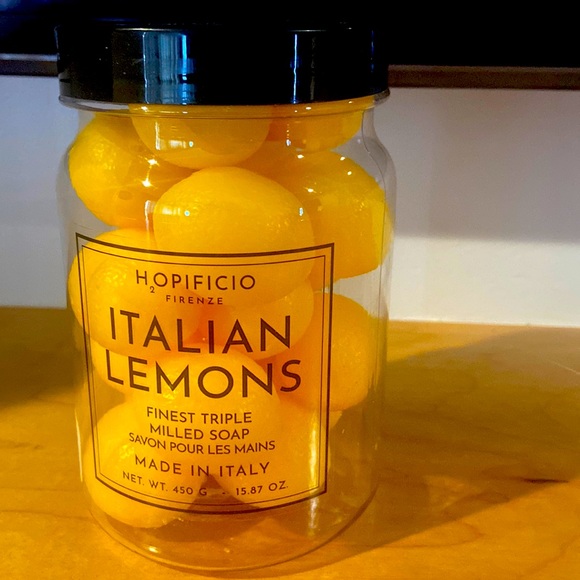 H2OPIFICIO
FIRENZE
ITALIAN
LEMONS
FINEST TRIPLE
MILLED SOAP
SAVON POUR LES MAINS
MADE IN ITALY
NET. WT. 450 G - 15.87 OZ.